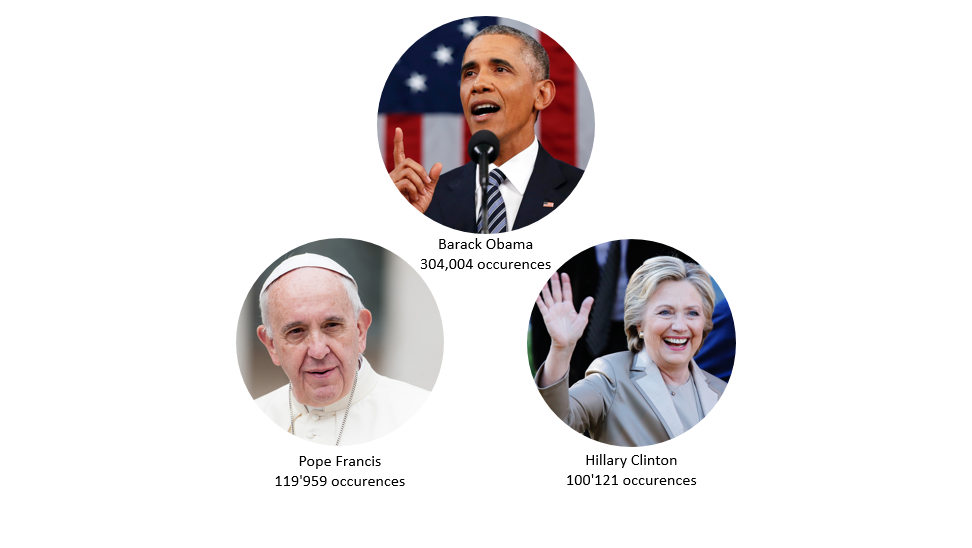 Barack Obama
304,004 occurences
Pope Francis
119'959 occurences
Hillary Clinton
100'121 occurences